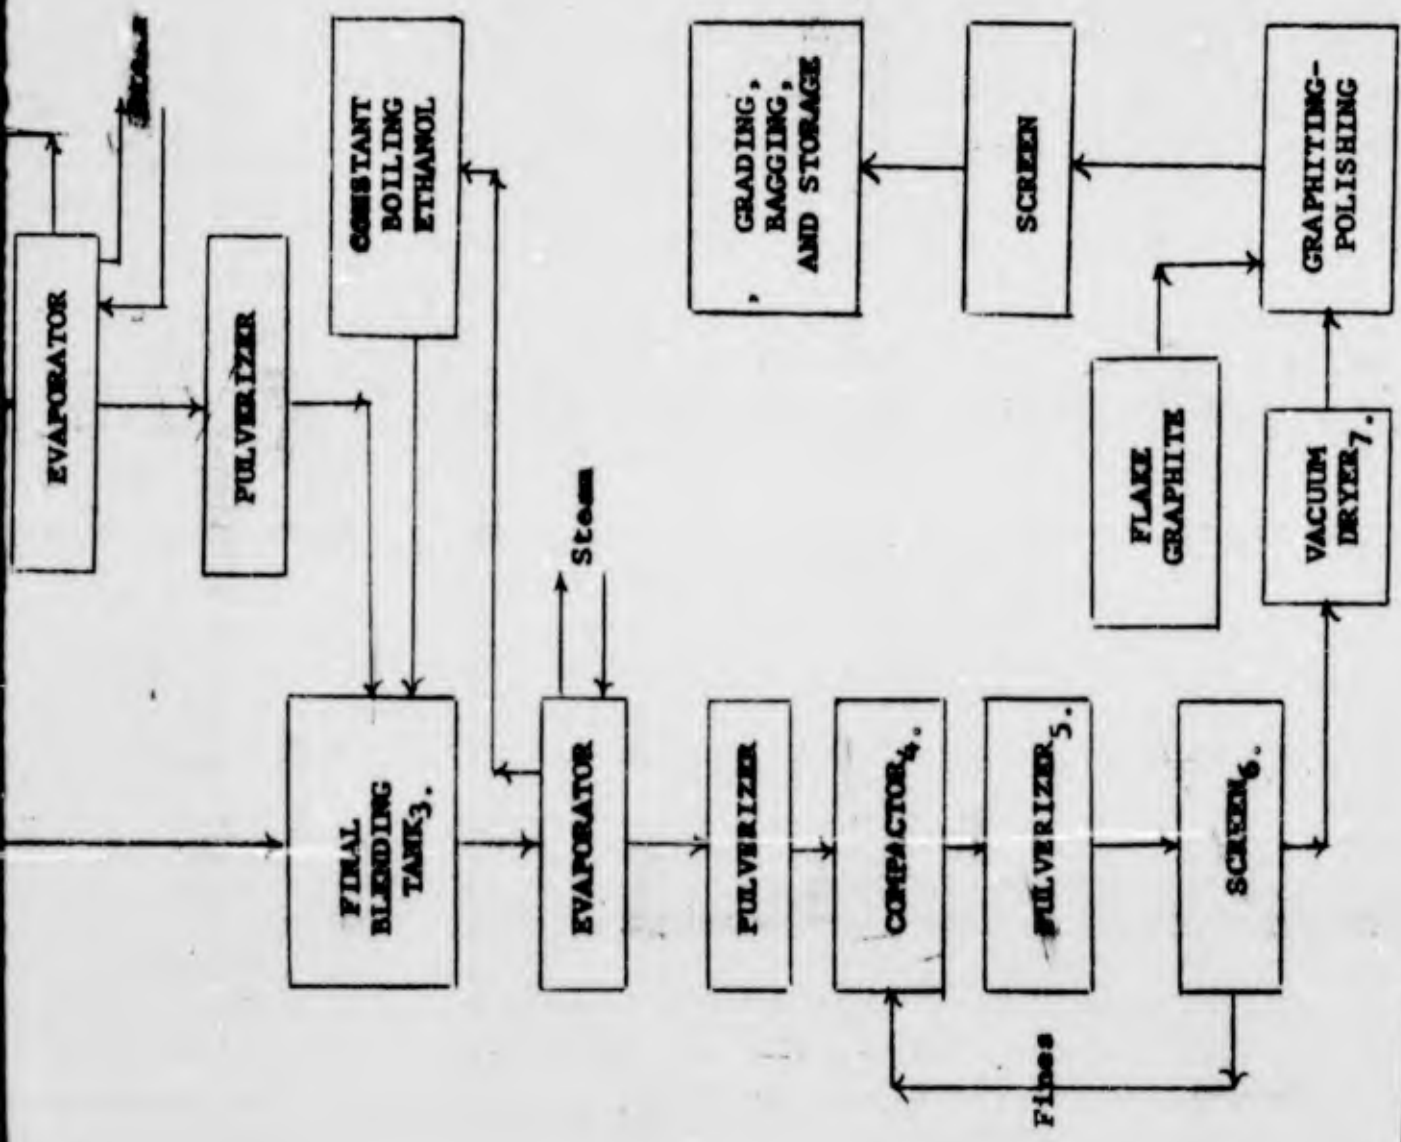 EVAPORATOR
PULVERIZER
CONSTANT
BOILING
ETHANOL
FINAL
BLENDING
TANK3.
EVAPORATOR
Steam
PULVERIZER
COMPACTOR4.
PULVERIZER5.
SCREEN6.
Fines
VACUUM
DRYER7.
FLAKE
GRAPHITE
GRAPHITING-
POLISHING
SCREEN
GRADING,
BAGGING,
AND STORAGE